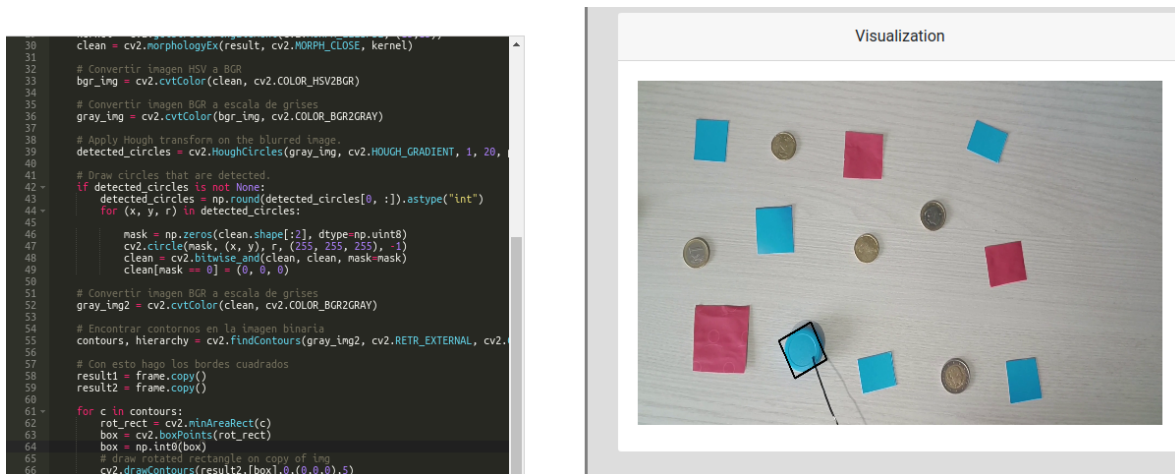 30 clean = cv2.morphologyEx(result, cv2.MORPH_CLOSE, kernel)
31
32 # Convertir imagen HSV a BGR
33 bgr_img = cv2.cvtColor(clean, cv2.COLOR_HSV2BGR)
34
35 # Convertir imagen BGR a escala de grises
36 gray_img = cv2.cvtColor(bgr_img, cv2.COLOR_BGR2GRAY)
37
38 # Apply Hough transform on the blurred image.
39 detected_circles = cv2.HoughCircles(gray_img, cv2.HOUGH_GRADIENT, 1, 20,
40
41 # Draw circles that are detected.
42 if detected_circles is not None:
43 detected_circles = np.round(detected_circles[0, :]).astype("int")
44 for (x, y, r) in detected_circles:
45
46 mask = np.zeros(clean.shape[:2], dtype=np.uint8)
47 cv2.circle(mask, (x, y), r, (255, 255, 255), -1)
48 clean = cv2.bitwise_and(clean, clean, mask=mask)
49 clean[mask == 0] = (0, 0, 0)
50
51 # Convertir imagen BGR a escala de grises
52 gray_img2 = cv2.cvtColor(clean, cv2.COLOR_BGR2GRAY)
53
54 # Encontrar contornos en la imagen binaria
55 contours, hierarchy = cv2.findContours(gray_img2, cv2.RETR_EXTERNAL, cv2.
56
57 # Con esto hago los bordes cuadrados
58 result1 = frame.copy()
59 result2 = frame.copy()
60
61 for c in contours:
62 rot_rect = cv2.minAreaRect(c)
63 box = cv2.boxPoints(rot_rect)
64 box = np.int0(box)
65 # draw rotated rectangle on copy of img
66 cv2.drawContours(result2,[box],0,(0,0,0),5)
Visualization